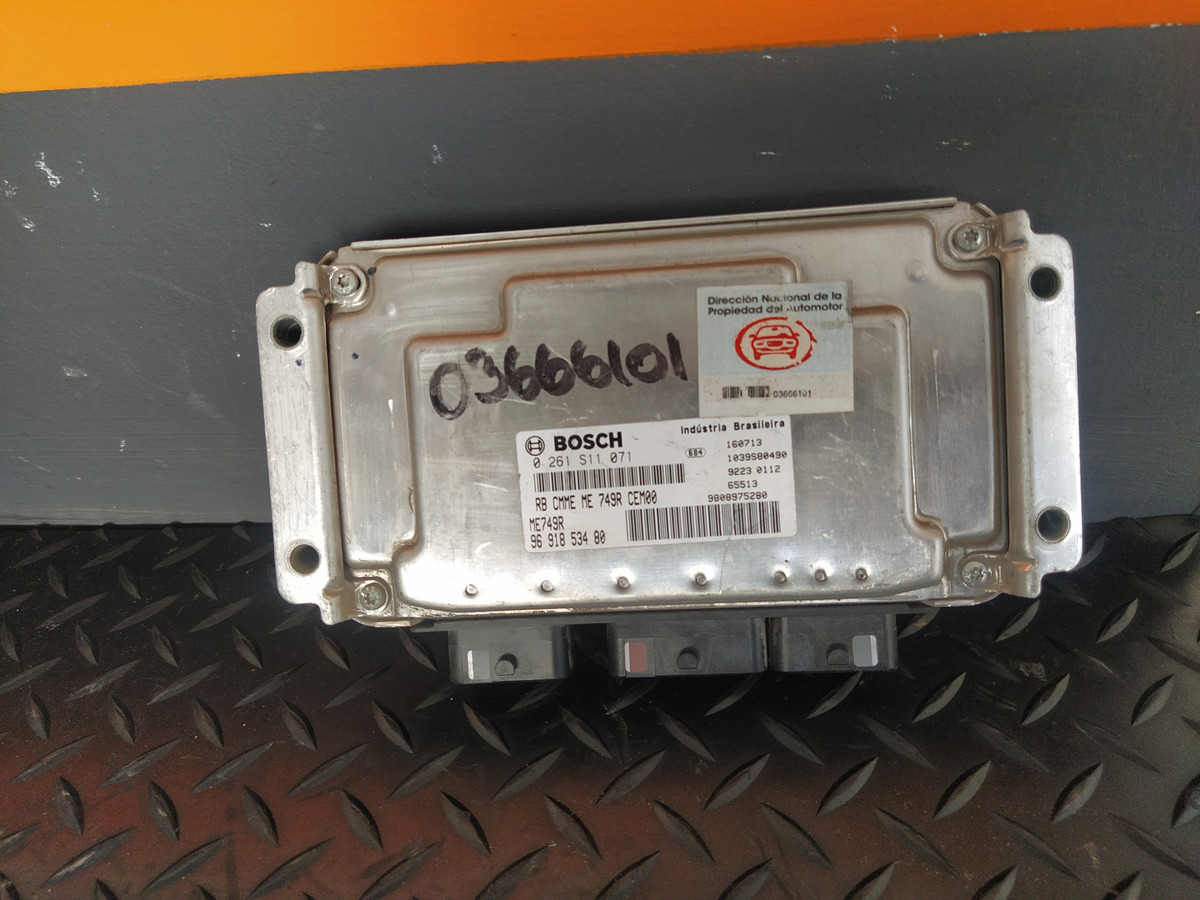 Dirección Nacional de la
Propiedad del Automotor
03666101
03666101
BOSCH
Indústria Brasileira
0 261 S11 071
684
160713
1039S80490
9223 0112
65513
9808975280
RB CMME ME 749R CEM00
ME749R
96 918 534 80